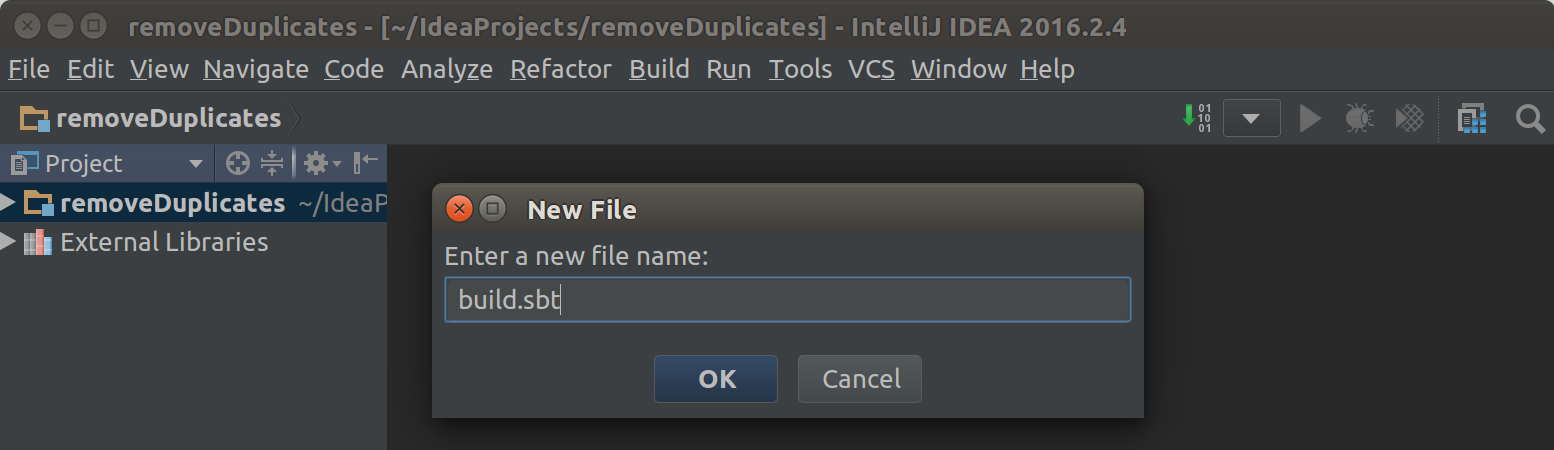 removeDuplicates - [~/IdeaProjects/removeDuplicates] - IntelliJ IDEA 2016.2.4
File Edit View Navigate Code Analyze Refactor Build Run Tools VCS Window Help
removeDuplicates
01
10
01
Project
removeDuplicates ~/IdeaP
External Libraries
New File
Enter a new file name:
build.sbt
OK Cancel